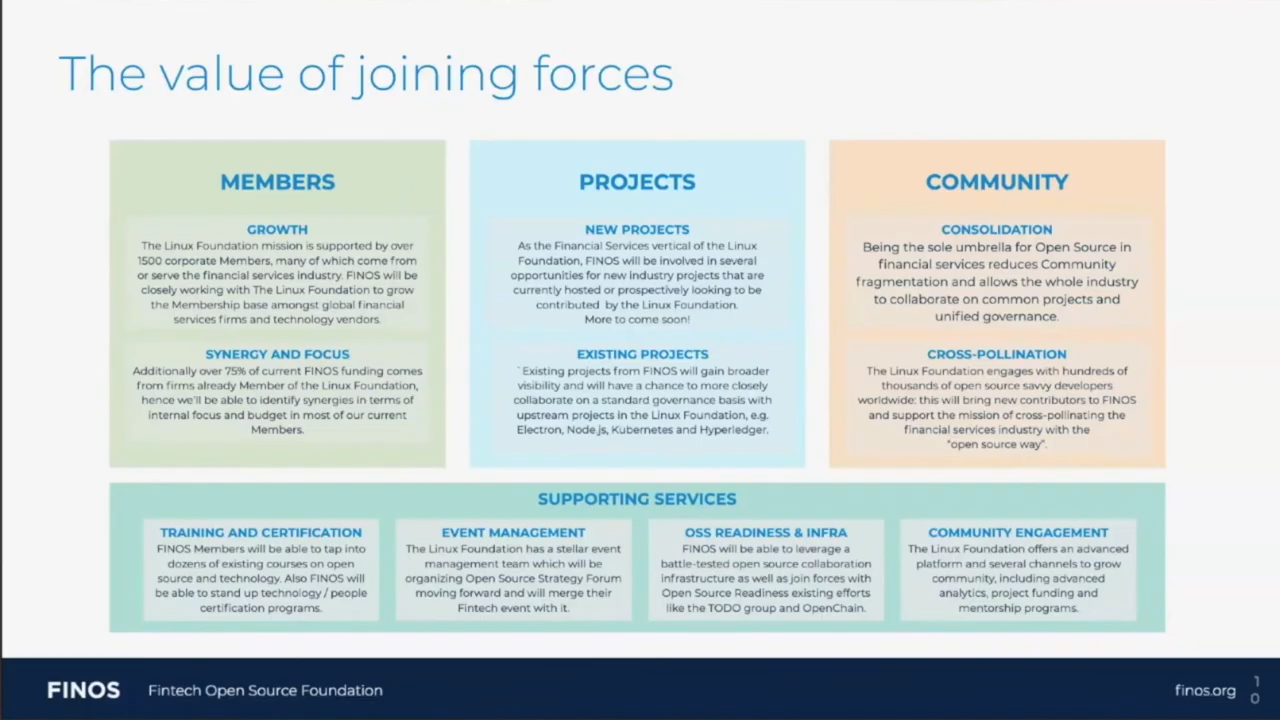 The value of joining forces
MEMBERS
GROWTH
The Linux Foundation mission is supported by over
1500 corporate Members, many of which come from
or serve the financial services industry. FINOS will be
closely working with The Linux Foundation to grow
the Membership base amongst global financial
services firms and technology vendors.
SYNERGY AND FOCUS
Additionally over 75% of current FINOS funding comes
from firms already Member of the Linux Foundation,
hence we'll be able to identify synergies in terms of
internal focus and budget in most of our current
Members.
PROJECTS
NEW PROJECTS
As the Financial Services vertical of the Linux
Foundation, FINOS will be involved in several
opportunities for new industry projects that are
currently hosted or prospectively looking to be
contributed by the Linux Foundation.
More to come soon!
EXISTING PROJECTS
`Existing projects from FINOS will gain broader
visibility and will have a chance to more closely
collaborate on a standard governance basis with
upstream projects in the Linux Foundation, e.g.
Electron, Node.js, Kubernetes and Hyperledger.
COMMUNITY
CONSOLIDATION
Being the sole umbrella for Open Source in
financial services reduces Community
fragmentation and allows the whole industry
to collaborate on common projects and
unified governance.
CROSS-POLLINATION
The Linux Foundation engages with hundreds of
thousands of open source savvy developers
worldwide: this will bring new contributors to FINOS
and support the mission of cross-pollinating the
financial services industry with the
"open source way".
SUPPORTING SERVICES
TRAINING AND CERTIFICATION
FINOS Members will be able to tap into
dozens of existing courses on open
source and technology. Also FINOS will
be able to stand up technology / people
certification programs.
EVENT MANAGEMENT
The Linux Foundation has a stellar event
management team which will be
organizing Open Source Strategy Forum
moving forward and will merge their
Fintech event with it.
OSS READINESS & INFRA
FINOS will be able to leverage a
battle-tested open source collaboration
infrastructure as well as join forces with
Open Source Readiness existing efforts
like the TODO group and OpenChain.
COMMUNITY ENGAGEMENT
The Linux Foundation offers an advanced
platform and several channels to grow
community, including advanced
analytics, project funding and
mentorship programs.
FINOS
Fintech Open Source Foundation
finos.org
1
0